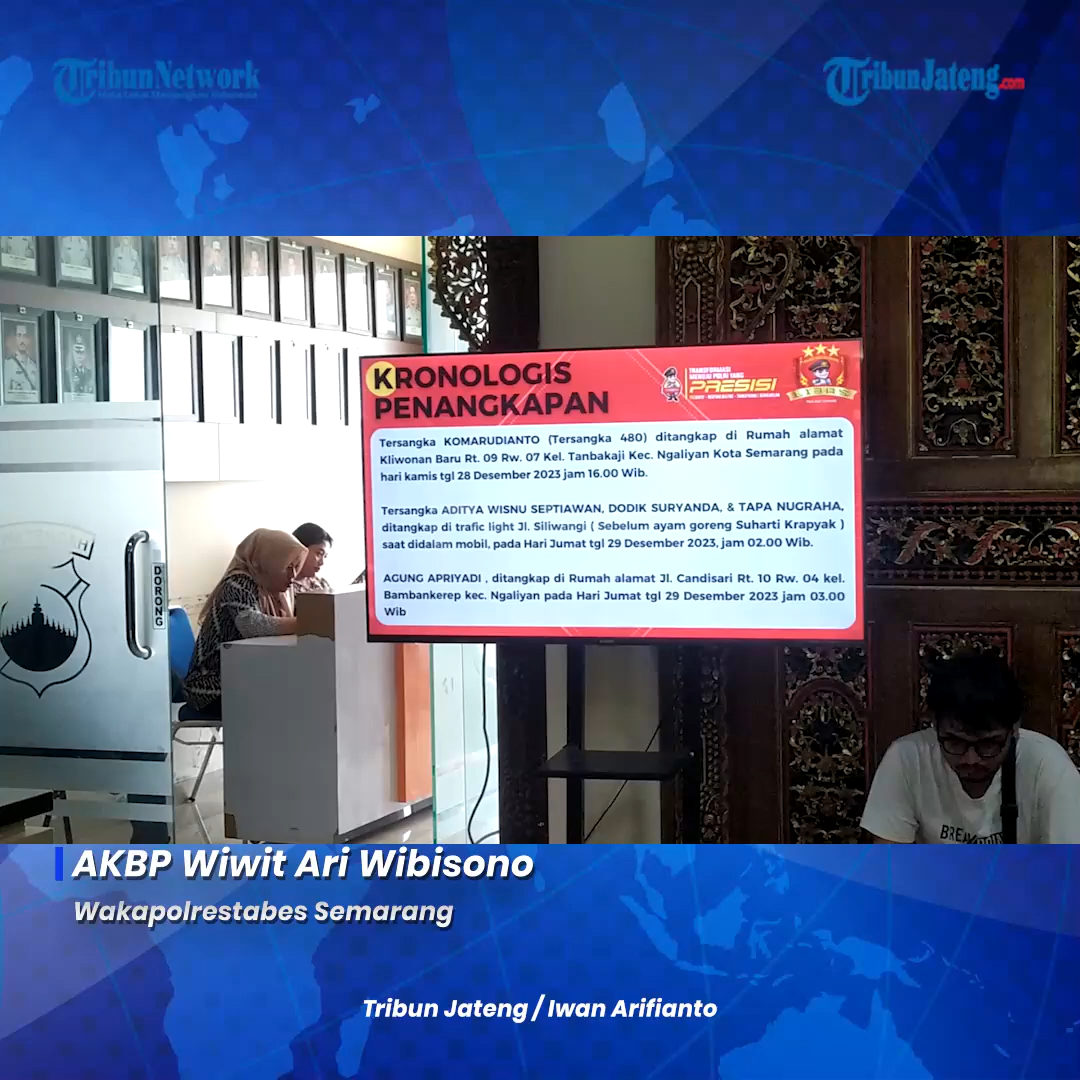 TribunNetwork
TribunJateng.com
KRONOLOGIS
PENANGKAPAN
TRANSFORMASI
MENUJU POLRI YANG
PRESISI
Tersangka KOMARUDIANTO (Tersangka 480) ditangkap di Rumah alamat
Kliwonan Baru Rt. 09 Rw. 07 Kel. Tanbakaji Kec. Ngaliyan Kota Semarang pada
hari kamis tgl 28 Desember 2023 jam 16.00 Wib.
Tersangka ADITYA WISNU SEPTIAWAN, DODIK SURYANDA, & TAPA NUGRAHA,
ditangkap di trafic light Jl. Siliwangi ( Sebelum ayam goreng Suharti Krapyak )
saat didalam mobil, pada Hari Jumat tgl 29 Desember 2023, jam 02.00 Wib.
AGUNG APRIYADI , ditangkap di Rumah alamat Jl. Candisari Rt. 10 Rw. 04 kel.
Bambankerep kec. Ngaliyan pada Hari Jumat tgl 29 Desember 2023 jam 03.00
Wib
DORONG
AKBP Wiwit Ari Wibisono
Wakapolrestabes Semarang
Tribun Jateng / Iwan Arifianto